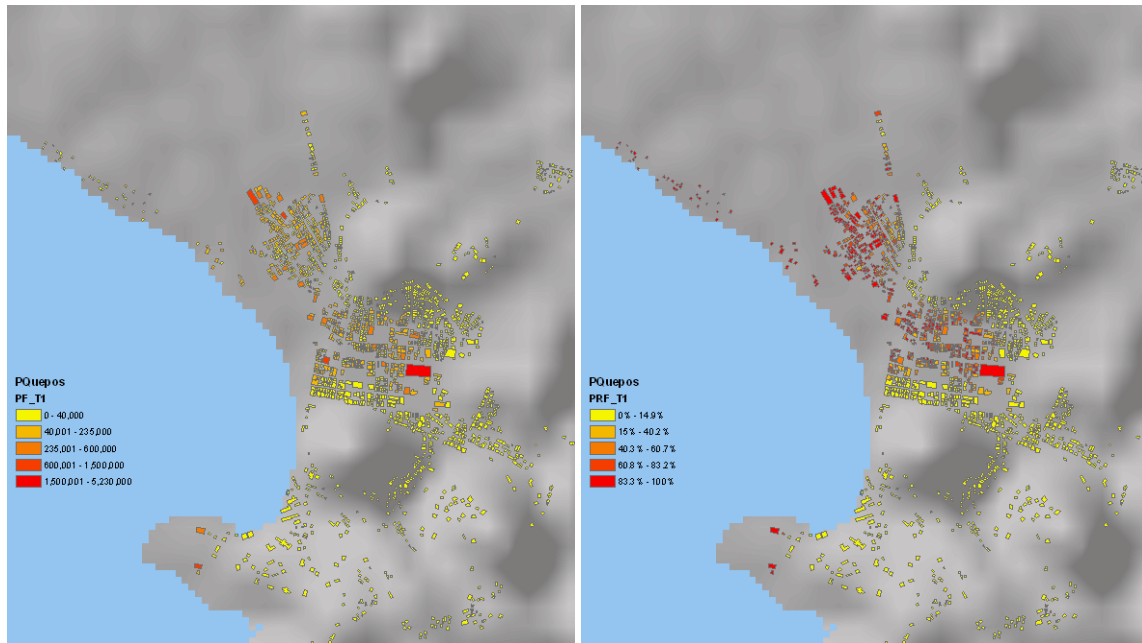 PQuepos
PF_T1
0 - 40,000
40,001 - 235,000
235,001 - 600,000
600,001 - 1,500,000
1,500,001 - 5,230,000
PQuepos
PRF_T1
0% - 14.9%
15% - 40.2%
40.3% - 60.7%
60.8% - 83.2%
83.3% - 100%